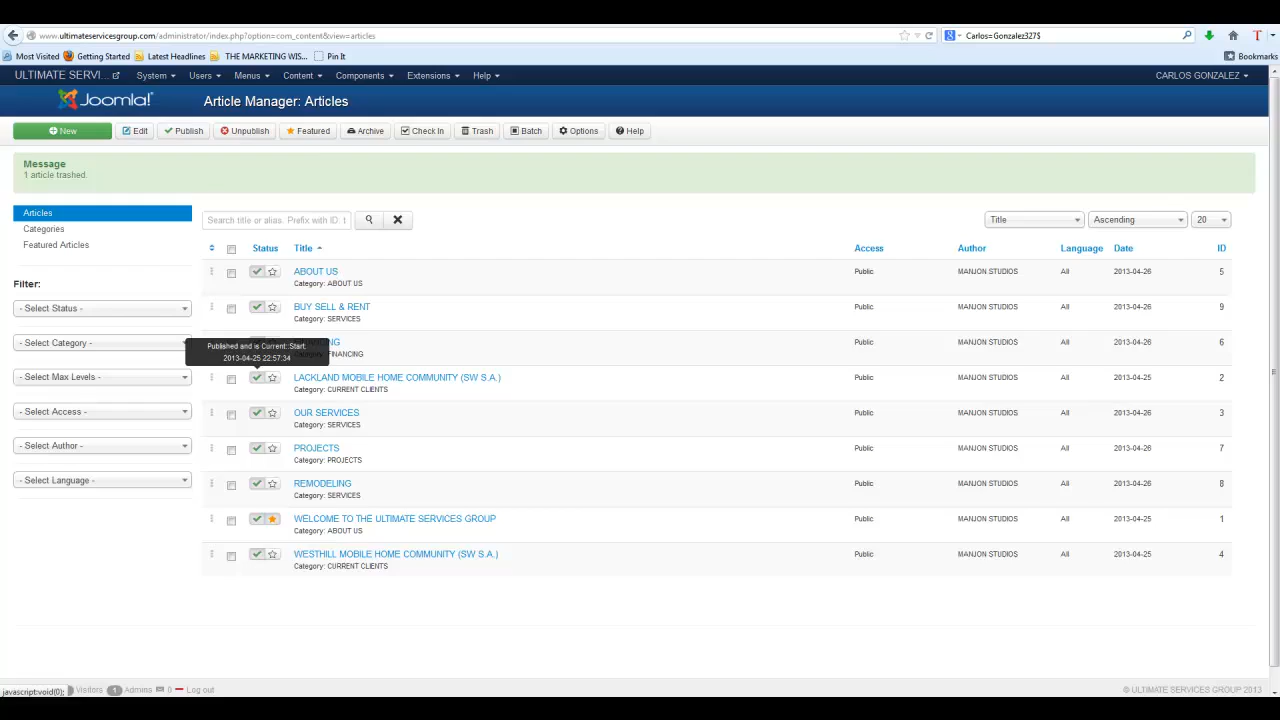 www.ultimateservicesgroup.com/administrator/index.php?option=com_content&view=articles
Carlos=Gonzalez327$
Most Visited Getting Started Latest Headlines THE MARKETING WIS... Pin It Bookmarks
ULTIMATE SERVI... System Users Menus Content Components Extensions Help CARLOS GONZALEZ
Joomla! Article Manager: Articles
New Edit Publish Unpublish Featured Archive Check In Trash Batch Options Help
Message
1 article trashed.
Articles
Categories
Featured Articles
Filter:
- Select Status -
- Select Category -
- Select Max Levels -
- Select Access -
- Select Author -
- Select Language -
Search title or alias. Prefix with ID Title Ascending 20
Status Title Access Author Language Date ID
ABOUT US Public MANJON STUDIOS All 2013-04-26 5
Category: ABOUT US
BUY SELL & RENT Public MANJON STUDIOS All 2013-04-26 9
Category: SERVICES
Public MANJON STUDIOS All 2013-04-26 6
FINANCING
Published and is Current::Start:
2013-04-25 22:57:34
LACKLAND MOBILE HOME COMMUNITY (SW S.A.) Public MANJON STUDIOS All 2013-04-25 2
Category: CURRENT CLIENTS
OUR SERVICES Public MANJON STUDIOS All 2013-04-26 3
Category: SERVICES
PROJECTS Public MANJON STUDIOS All 2013-04-26 7
Category: PROJECTS
REMODELING Public MANJON STUDIOS All 2013-04-26 8
Category: SERVICES
WELCOME TO THE ULTIMATE SERVICES GROUP Public MANJON STUDIOS All 2013-04-25 1
Category: ABOUT US
WESTHILL MOBILE HOME COMMUNITY (SW S.A.) Public MANJON STUDIOS All 2013-04-25 4
Category: CURRENT CLIENTS
javascript:void(0); Visitors 1 Admins 0 Log out © ULTIMATE SERVICES GROUP 2013